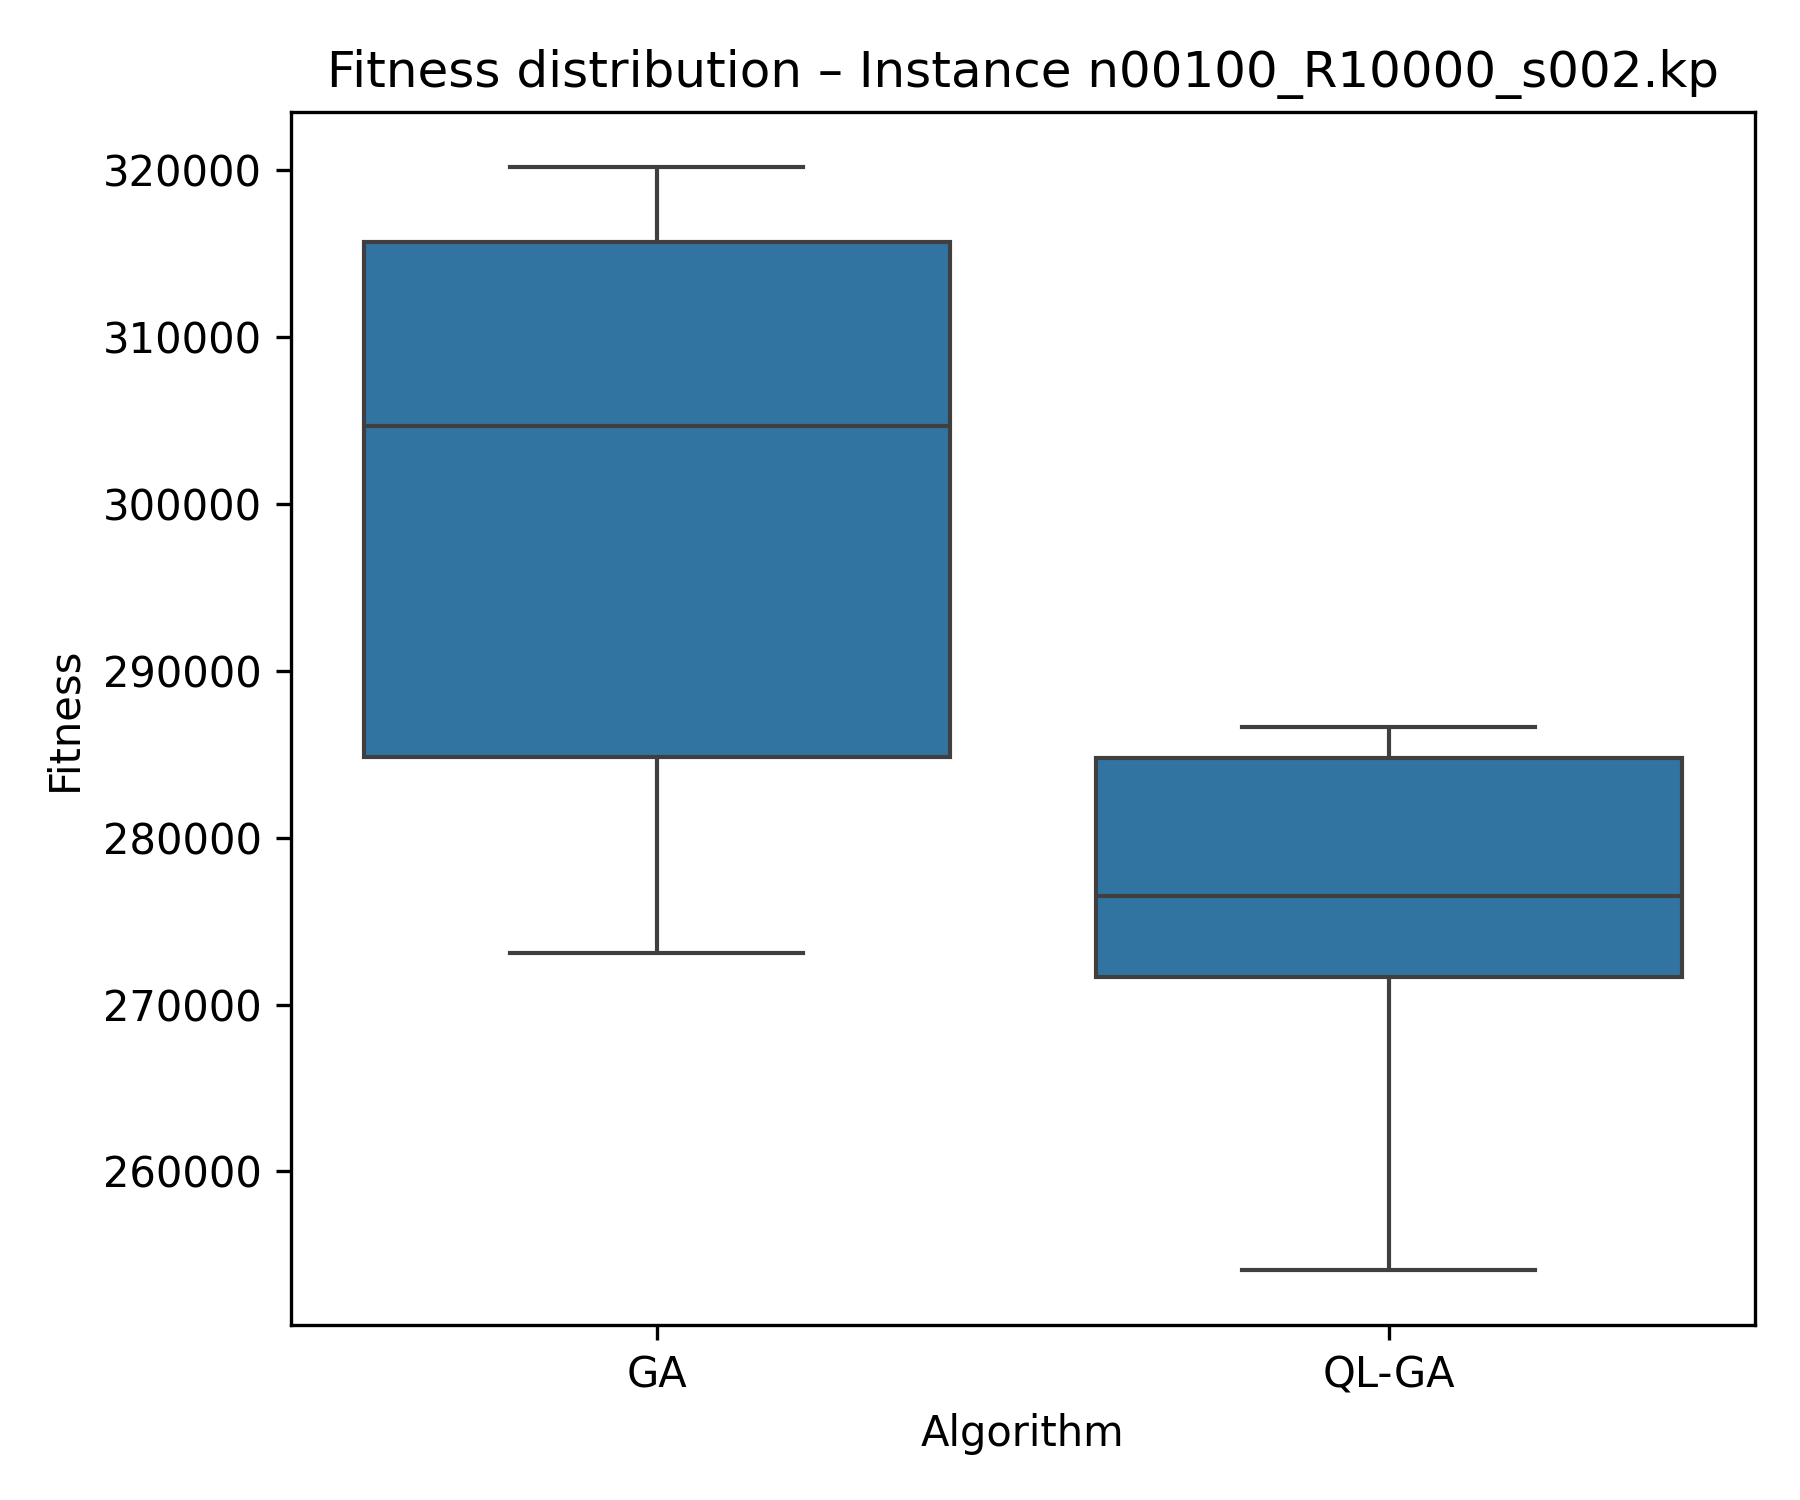 Fitness distribution – Instance n00100_R10000_s002.kp
320000
310000
300000
290000
280000
270000
260000
Fitness
GA
QL-GA
Algorithm